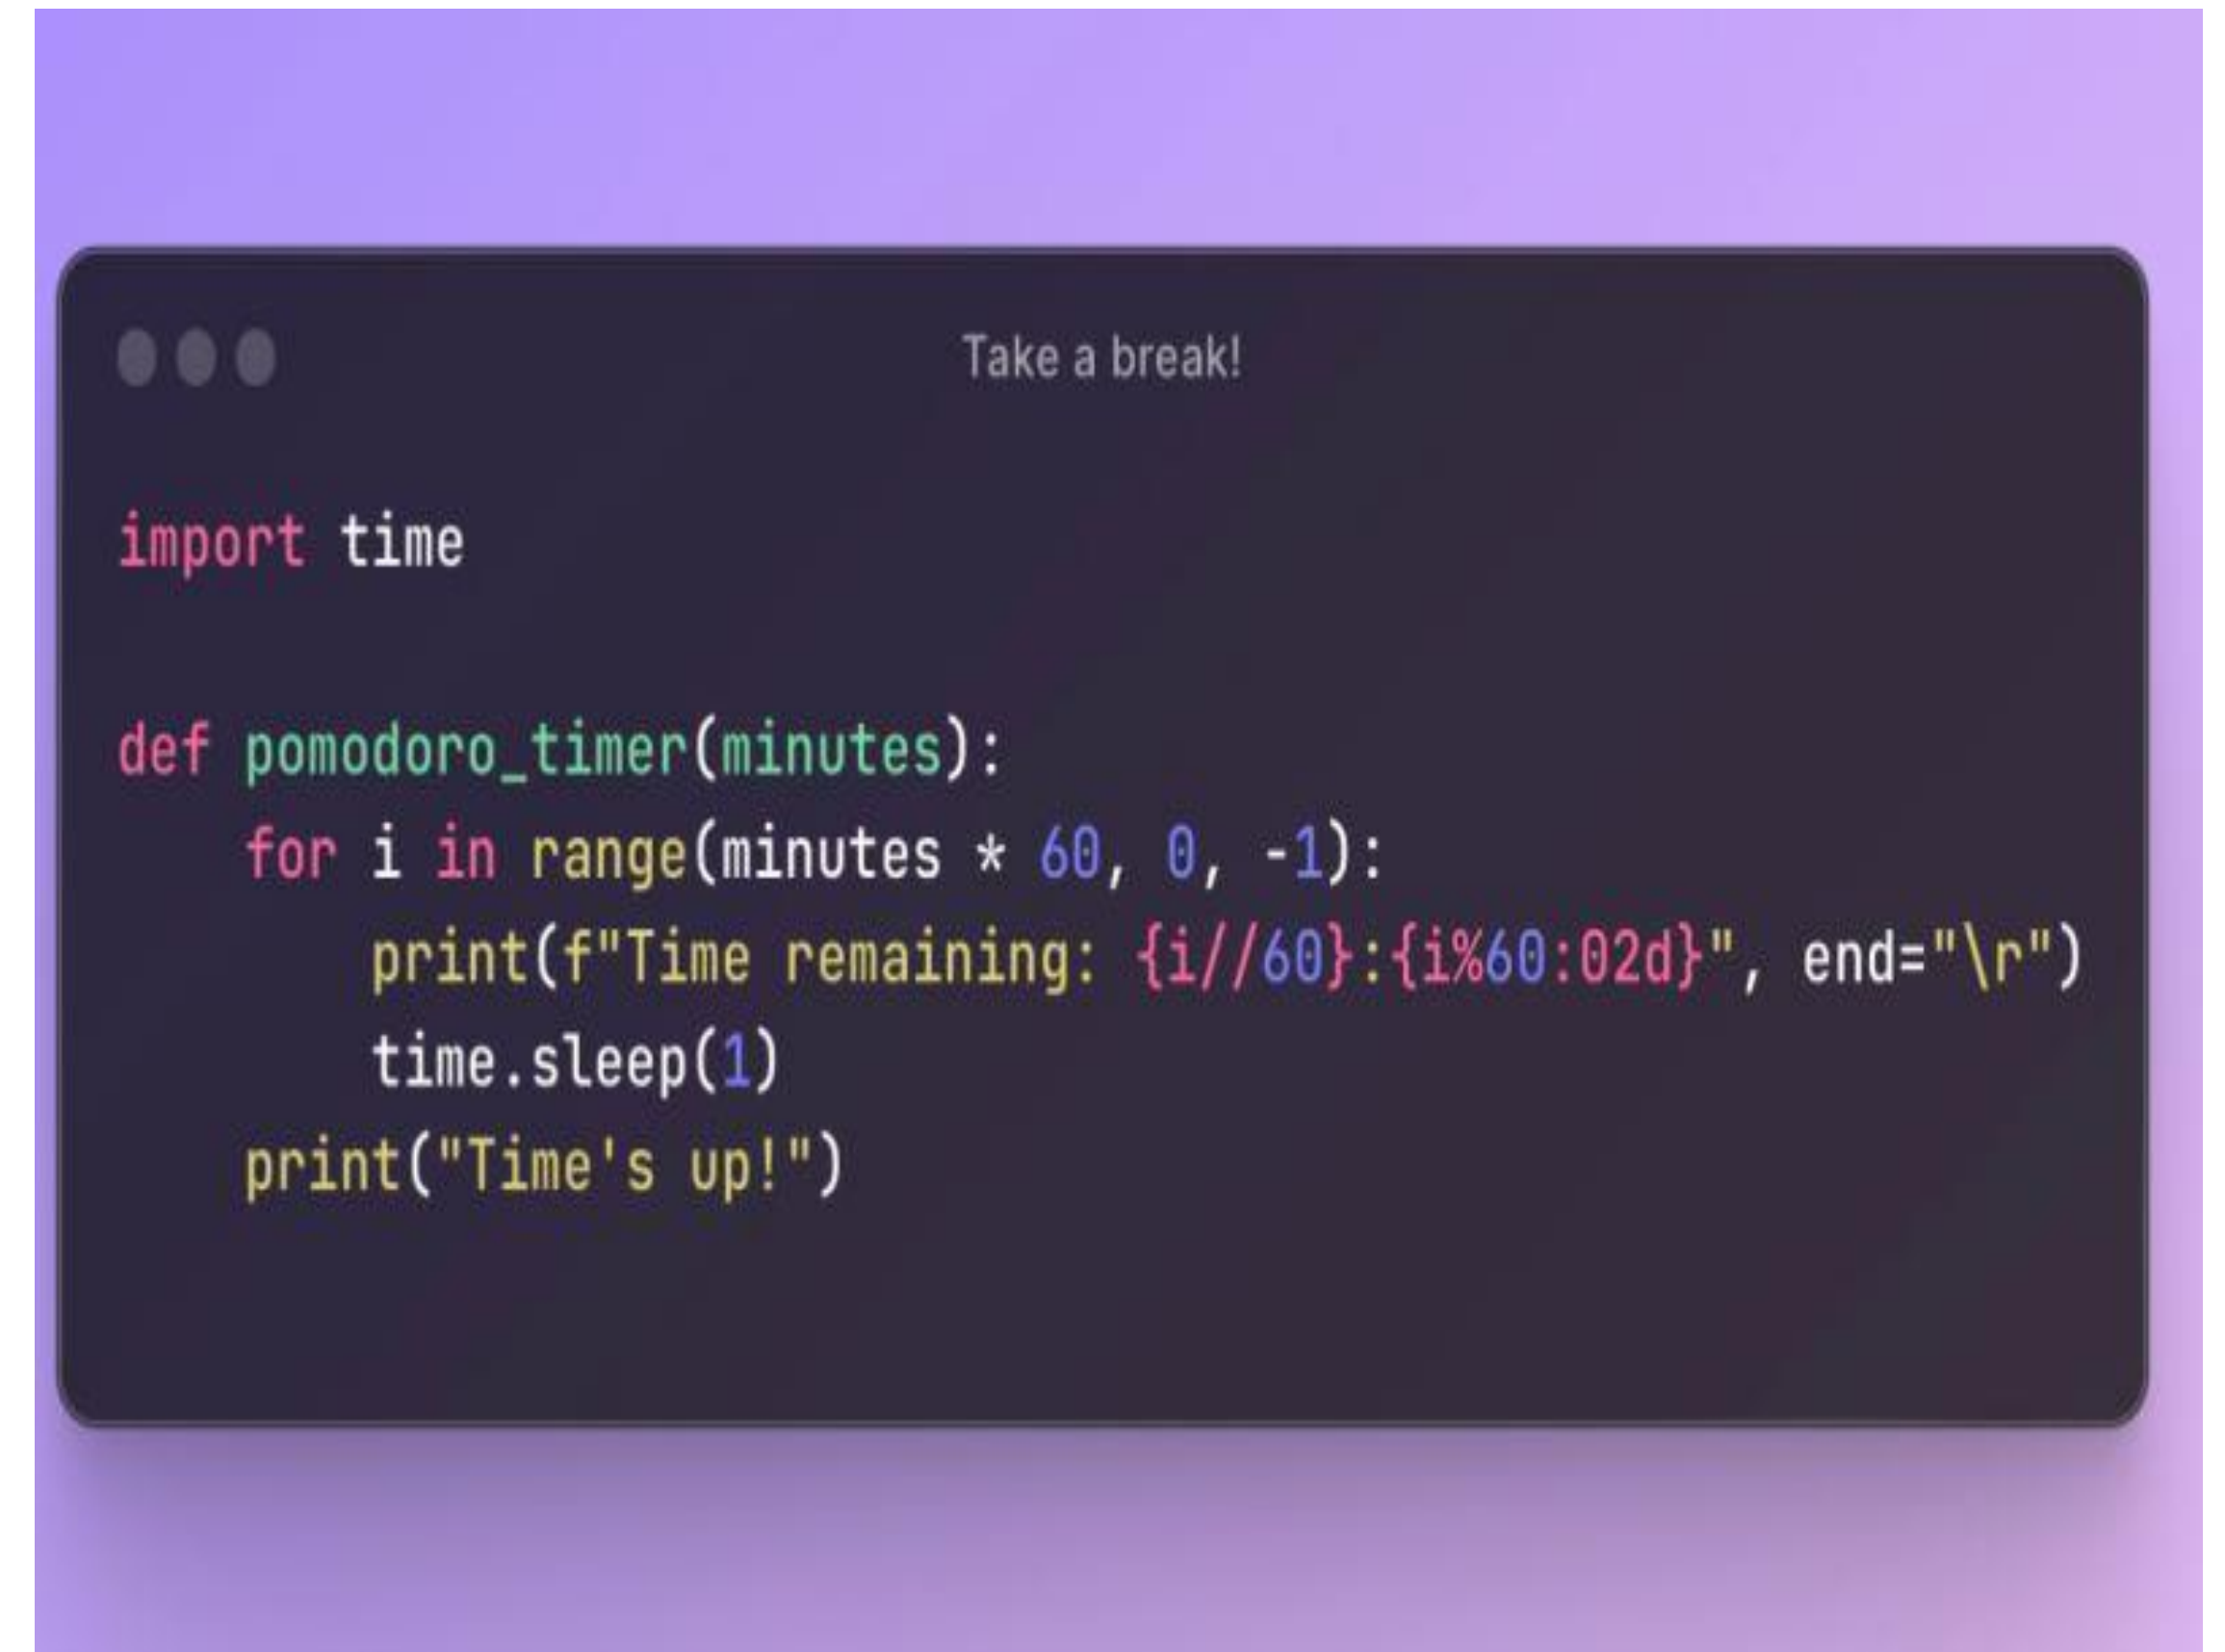 Take a break!
import time
def pomodoro_timer(minutes):
    for i in range(minutes * 60, 0, -1):
        print(f"Time remaining: {i//60}:{i%60:02d}", end="\r")
        time.sleep(1)
    print("Time's up!")